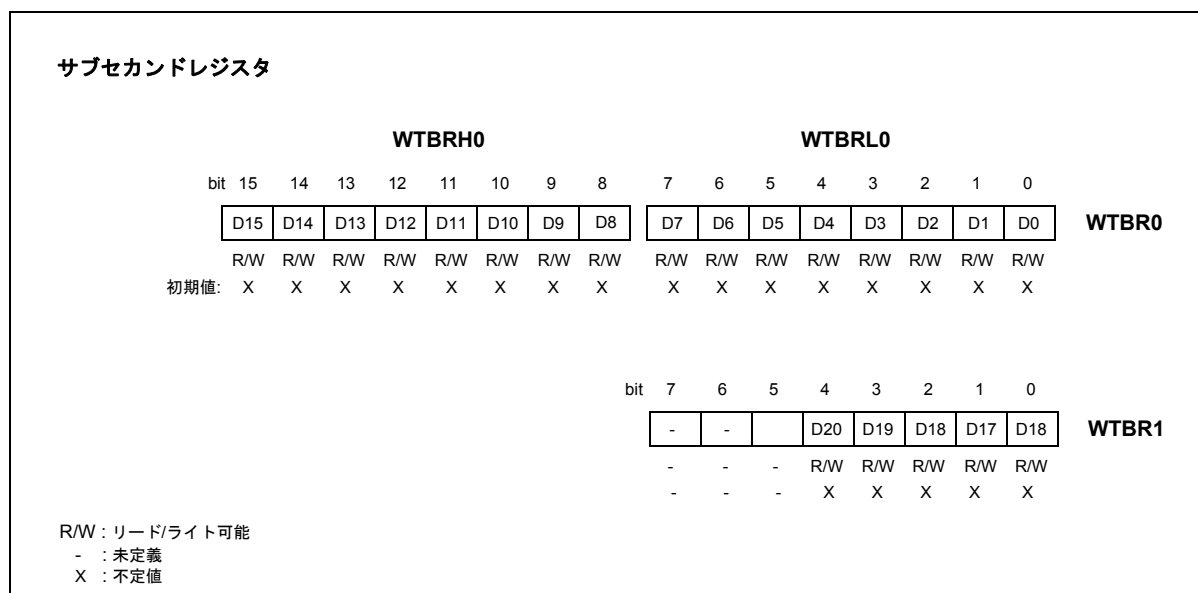 サブセカンドレジスタ
WTBRH0 WTBRL0
bit 15 14 13 12 11 10 9 8 7 6 5 4 3 2 1 0
D15 D14 D13 D12 D11 D10 D9 D8 D7 D6 D5 D4 D3 D2 D1 D0 WTBR0
R/W R/W R/W R/W R/W R/W R/W R/W R/W R/W R/W R/W R/W R/W R/W R/W
初期値: X X X X X X X X X X X X X X X X
bit 7 6 5 4 3 2 1 0
- - D20 D19 D18 D17 D18 WTBR1
- - - R/W R/W R/W R/W R/W
- - - X X X X X
R/W : リード/ライト可能
- : 未定義
X : 不定値